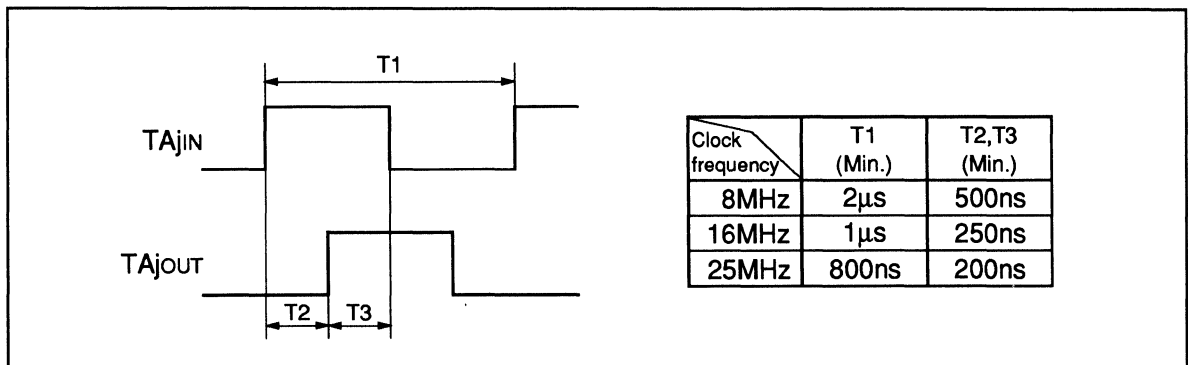 T1
TAjIN
TAjOUT
T2 T3
Clock frequency T1 (Min.) T2,T3 (Min.)
8MHz 2μs 500ns
16MHz 1μs 250ns
25MHz 800ns 200ns